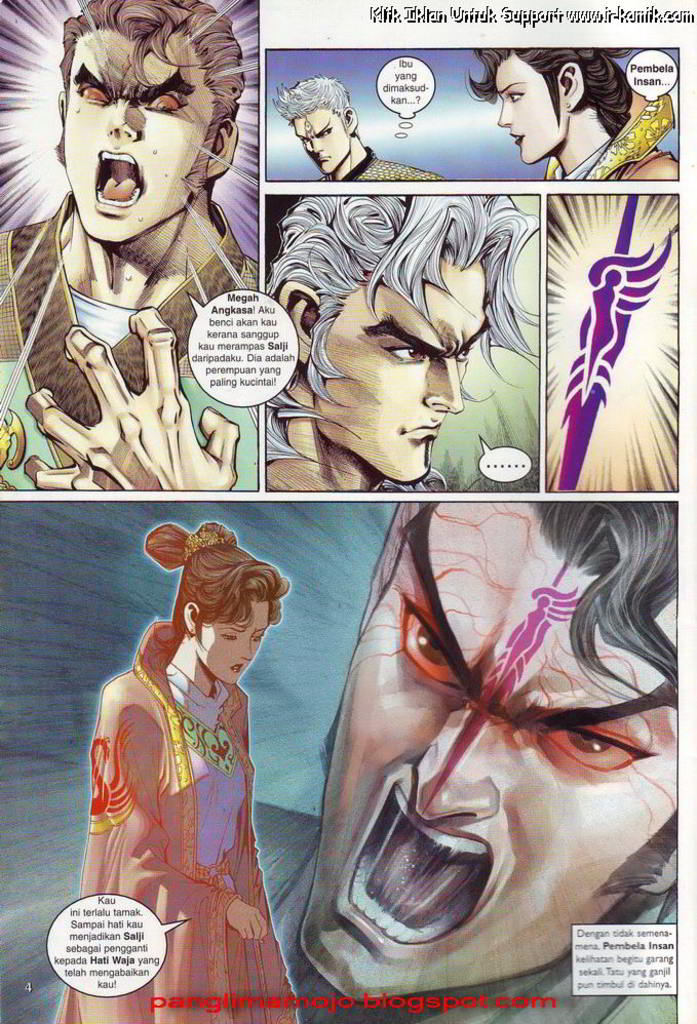 Klik Iklan Untuk Support www.ir-komik.com
Ibu
yang
dimaksud-
kan...?
Pembela
Insan...
Megah
Angkasa! Aku
benci akan kau
kerana sanggup
kau merampas Salji
daripadaku. Dia adalah
perempuan yang
paling kucintai!
......
Kau
ini terlalu tamak.
Sampai hati kau
menjadikan Salji
sebagai pengganti
kepada Hati Waja yang
telah mengabaikan
kau!
Dengan tidak semena-
mena, Pembela Insan
kelihatan begitu garang
sekali. Tatu yang ganjil
pun timbul di dahinya.
4
panglimamojo.blogspot.com